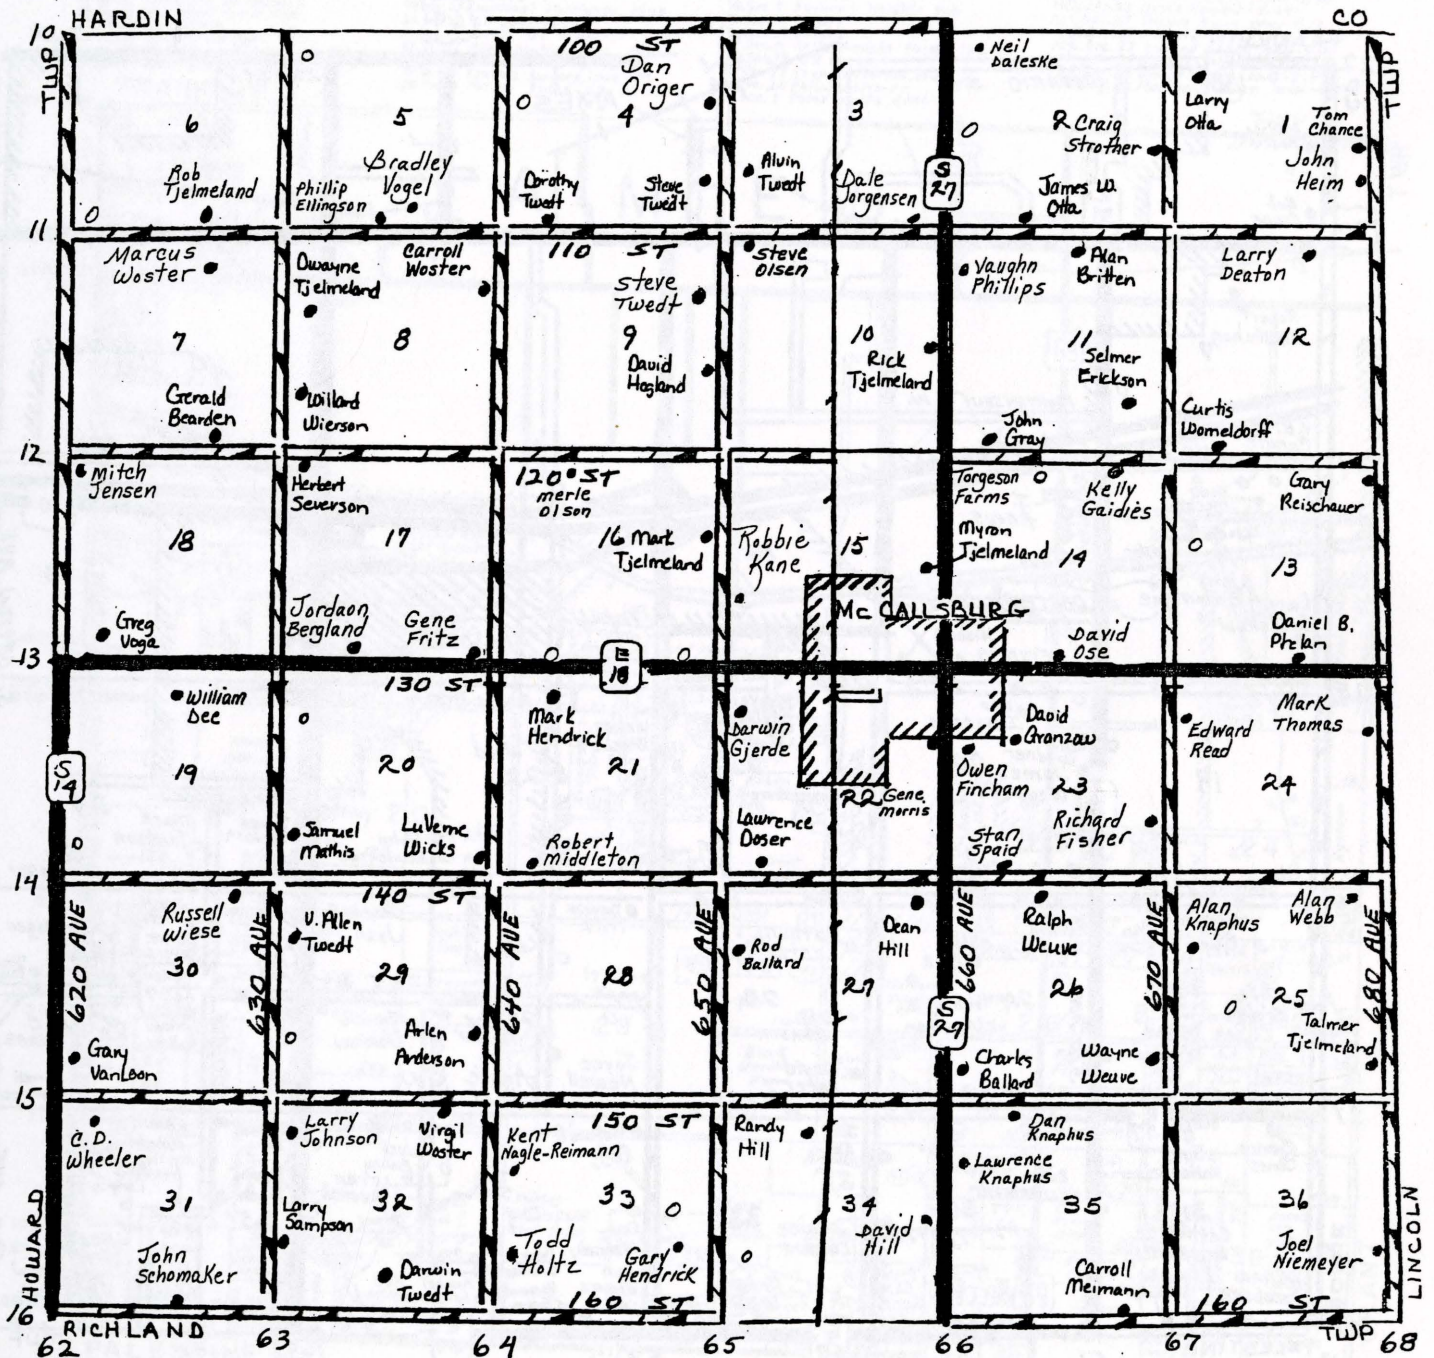 HARDIN
CO
10
TWP
TWP
100 ST
6
Rob
Tjelmeland
5
Bradley
Vogel
Phillip
Ellingson
Dan
Origer
4
Dorothy
Twedt
Steve
Twedt
3
Alvin
Twedt
Dale
Jorgensen
S
27
Neil
Daleske
2 Craig
Strother
James W.
Otta
Larry
Otta
1
Tom
Chance
John
Heim
11
110 ST
Marcus
Woster
7
Gerald
Bearden
Dwayne
Tjelmeland
Carroll
Woster
8
Willard
Wierson
Steve
Twedt
9
David
Hogland
Steve
Olsen
10
Rick
Tjelmeland
Vaughn
Phillips
Alan
Britten
11
Selmer
Erickson
John
Gray
Larry
Deaton
12
Curtis
Womeldorff
12
120 ST
Mitch
Jensen
18
Greg
Voga
Herbert
Severson
17
Jordaon
Bergland
Gene
Fritz
merle
Olson
16 Mark
Tjelmeland
Robbie
Kane
15
McCALLSBURG
Torgeson
Farms
Kelly
Gaidies
Myron
Tjelmeland
14
David
Ose
Gary
Reischauer
13
Daniel B.
Phelan
13
E
18
130 ST
William
Dee
19
S
14
20
Samuel
Mathis
LuVerne
Wicks
Mark
Hendrick
21
Robert
Middleton
Darwin
Gjerde
22
Gene
Morris
Lawrence
Doser
David
Granzow
Owen
Fincham
23
Richard
Fisher
Stan
Spaid
Edward
Read
Mark
Thomas
24
14
140 ST
620 AVE
630 AVE
640 AVE
650 AVE
660 AVE
670 AVE
680 AVE
Russell
Wiese
30
Gary
VanLoon
V. Allen
Twedt
29
Arlen
Anderson
28
Rod
Ballard
Dean
Hill
27
S
27
Ralph
Weuve
26
Charles
Ballard
Wayne
Weuve
Alan
Knaphus
Alan
Webb
25
Talmer
Tjelmeland
15
150 ST
C.D.
Wheeler
31
John
Schomaker
Larry
Johnson
Virgil
Woster
Larry
Sampson
32
Darwin
Twedt
Kent
Nagle-Reimann
33
Todd
Holtz
Gary
Hendrick
Randy
Hill
34
David
Hill
Dan
Knaphus
Lawrence
Knaphus
35
Carroll
Meimann
36
Joel
Niemeyer
HOWARD
LINCOLN
16
160 ST
160 ST
RICHLAND
TWP
62
63
64
65
66
67
68